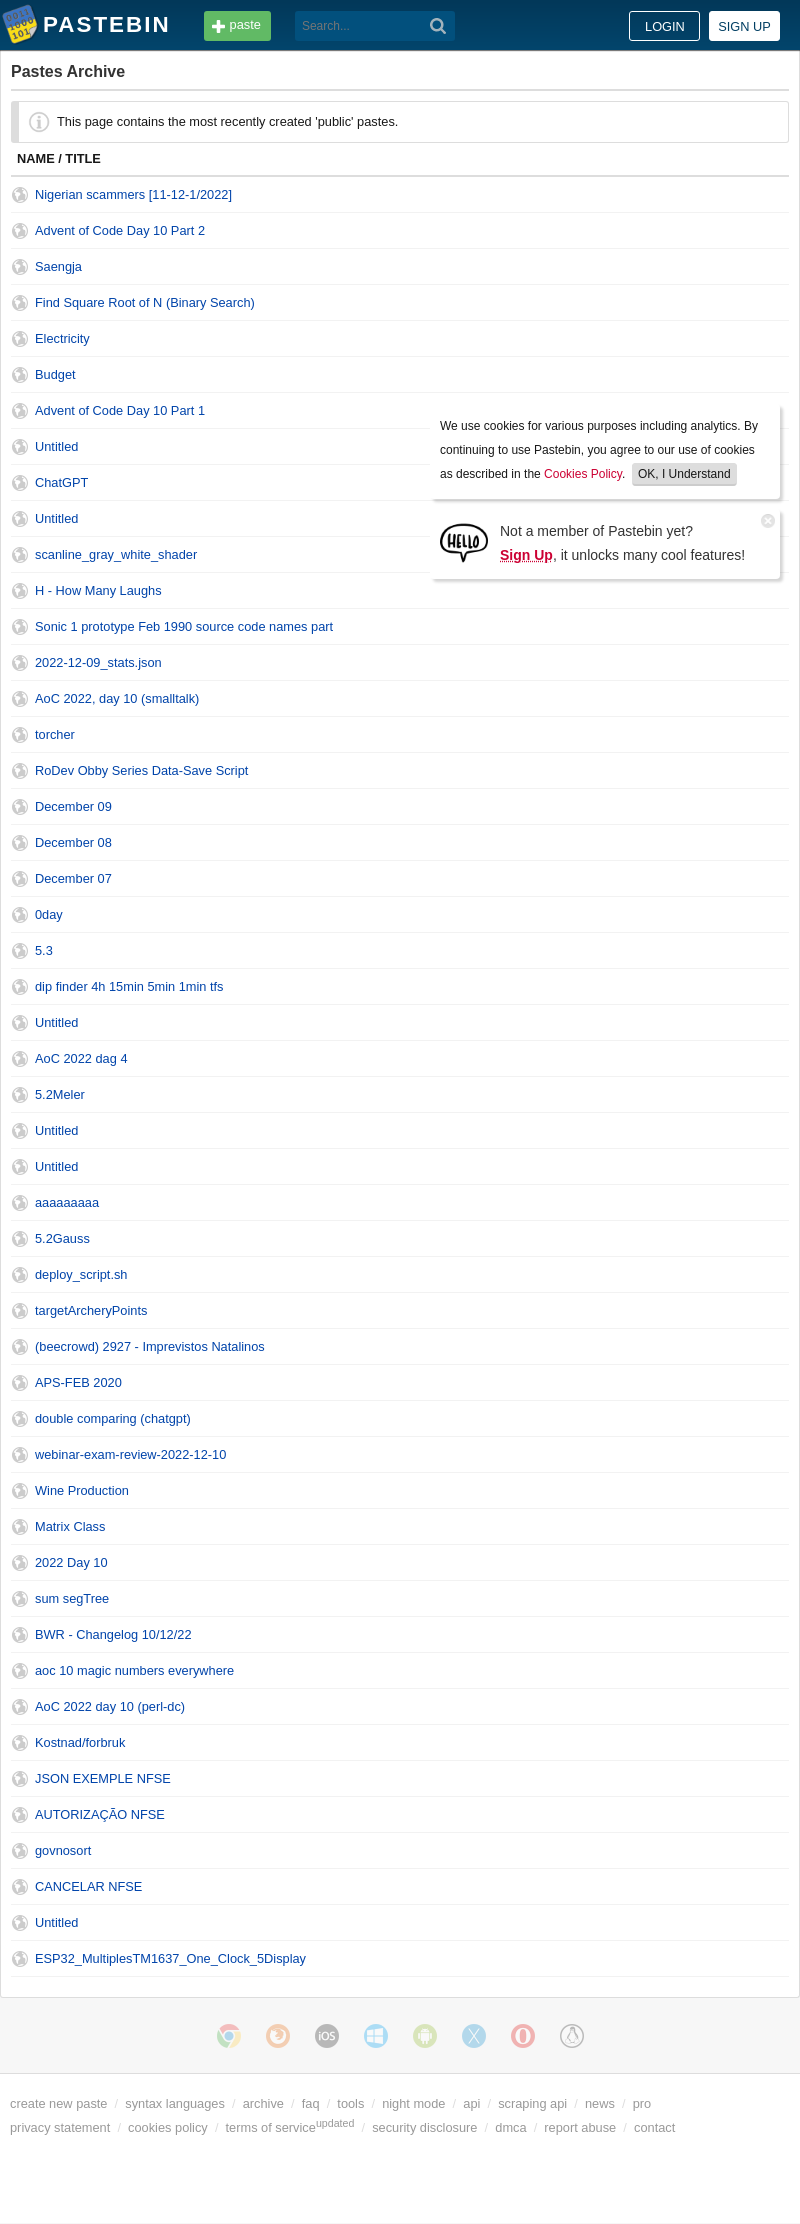 PASTEBIN paste Search... LOGIN SIGN UP
Pastes Archive
This page contains the most recently created 'public' pastes.
NAME / TITLE
Nigerian scammers [11-12-1/2022]
Advent of Code Day 10 Part 2
Saengja
Find Square Root of N (Binary Search)
Electricity
Budget
Advent of Code Day 10 Part 1
Untitled
ChatGPT
Untitled
scanline_gray_white_shader
We use cookies for various purposes including analytics. By
continuing to use Pastebin, you agree to our use of cookies
as described in the Cookies Policy. OK, I Understand
HELLO
Not a member of Pastebin yet?
Sign Up, it unlocks many cool features!
H - How Many Laughs
Sonic 1 prototype Feb 1990 source code names part
2022-12-09_stats.json
AoC 2022, day 10 (smalltalk)
torcher
RoDev Obby Series Data-Save Script
December 09
December 08
December 07
0day
5.3
dip finder 4h 15min 5min 1min tfs
Untitled
AoC 2022 dag 4
5.2Meler
Untitled
Untitled
aaaaaaaaa
5.2Gauss
deploy_script.sh
targetArcheryPoints
(beecrowd) 2927 - Imprevistos Natalinos
APS-FEB 2020
double comparing (chatgpt)
webinar-exam-review-2022-12-10
Wine Production
Matrix Class
2022 Day 10
sum segTree
BWR - Changelog 10/12/22
aoc 10 magic numbers everywhere
AoC 2022 day 10 (perl-dc)
Kostnad/forbruk
JSON EXEMPLE NFSE
AUTORIZAÇÃO NFSE
govnosort
CANCELAR NFSE
Untitled
ESP32_MultiplesTM1637_One_Clock_5Display
iOS
create new paste / syntax languages / archive / faq / tools / night mode / api / scraping api / news / pro
privacy statement / cookies policy / terms of service updated / security disclosure / dmca / report abuse / contact